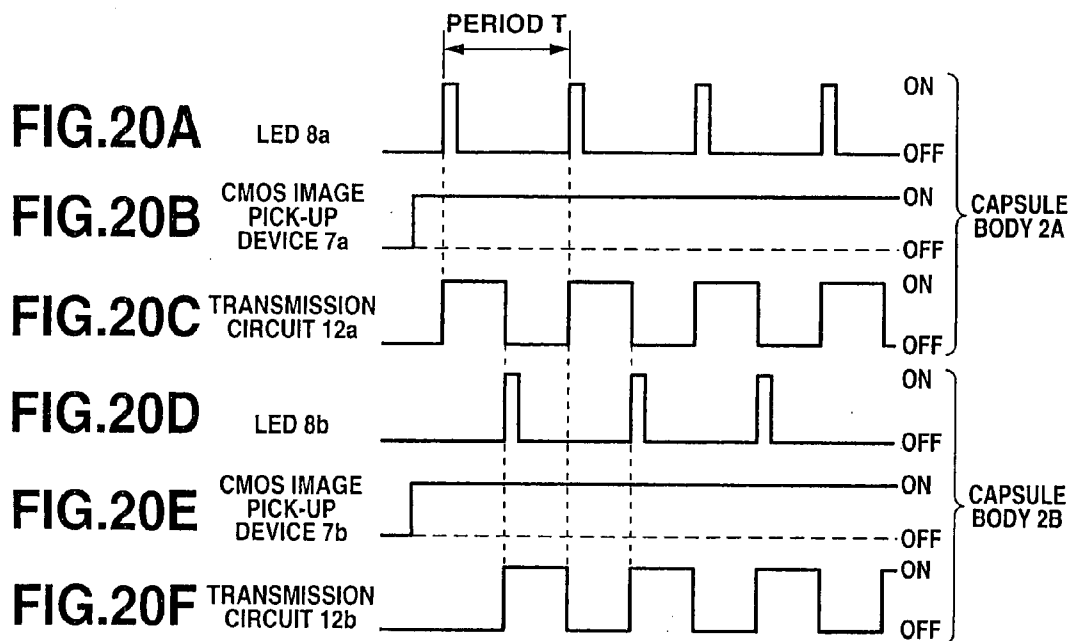 PERIOD T
FIG.20A
LED 8a
ON
OFF
FIG.20B
CMOS IMAGE
PICK-UP
DEVICE 7a
ON
OFF
CAPSULE
BODY 2A
FIG.20C
TRANSMISSION
CIRCUIT 12a
ON
OFF
FIG.20D
LED 8b
ON
OFF
FIG.20E
CMOS IMAGE
PICK-UP
DEVICE 7b
ON
OFF
CAPSULE
BODY 2B
FIG.20F
TRANSMISSION
CIRCUIT 12b
ON
OFF